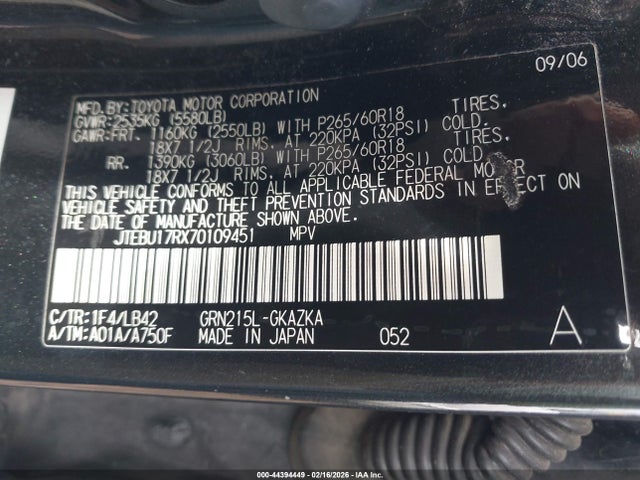 09/06
MFD.BY:TOYOTA MOTOR CORPORATION
GVWR:2535KG (5580LB)
GAWR:FRT. 1160KG (2550LB) WITH P265/60R18 TIRES,
18X7 1/2J RIMS, AT 220KPA (32PSI) COLD.
RR. 1390KG (3060LB) WITH P265/60R18 TIRES,
18X7 1/2J RIMS, AT 220KPA (32PSI) COLD.
THIS VEHICLE CONFORMS TO ALL APPLICABLE FEDERAL MOTOR
VEHICLE SAFETY AND THEFT PREVENTION STANDARDS IN EFFECT ON
THE DATE OF MANUFACTURE SHOWN ABOVE.
JTEBU17RX70109451 MPV
C/TR:1F4/LB42 GRN215L-GKAZKA
A/TM:A01A/A750F MADE IN JAPAN 052 A
000-44394449 - 02/16/2026 - IAA Inc.